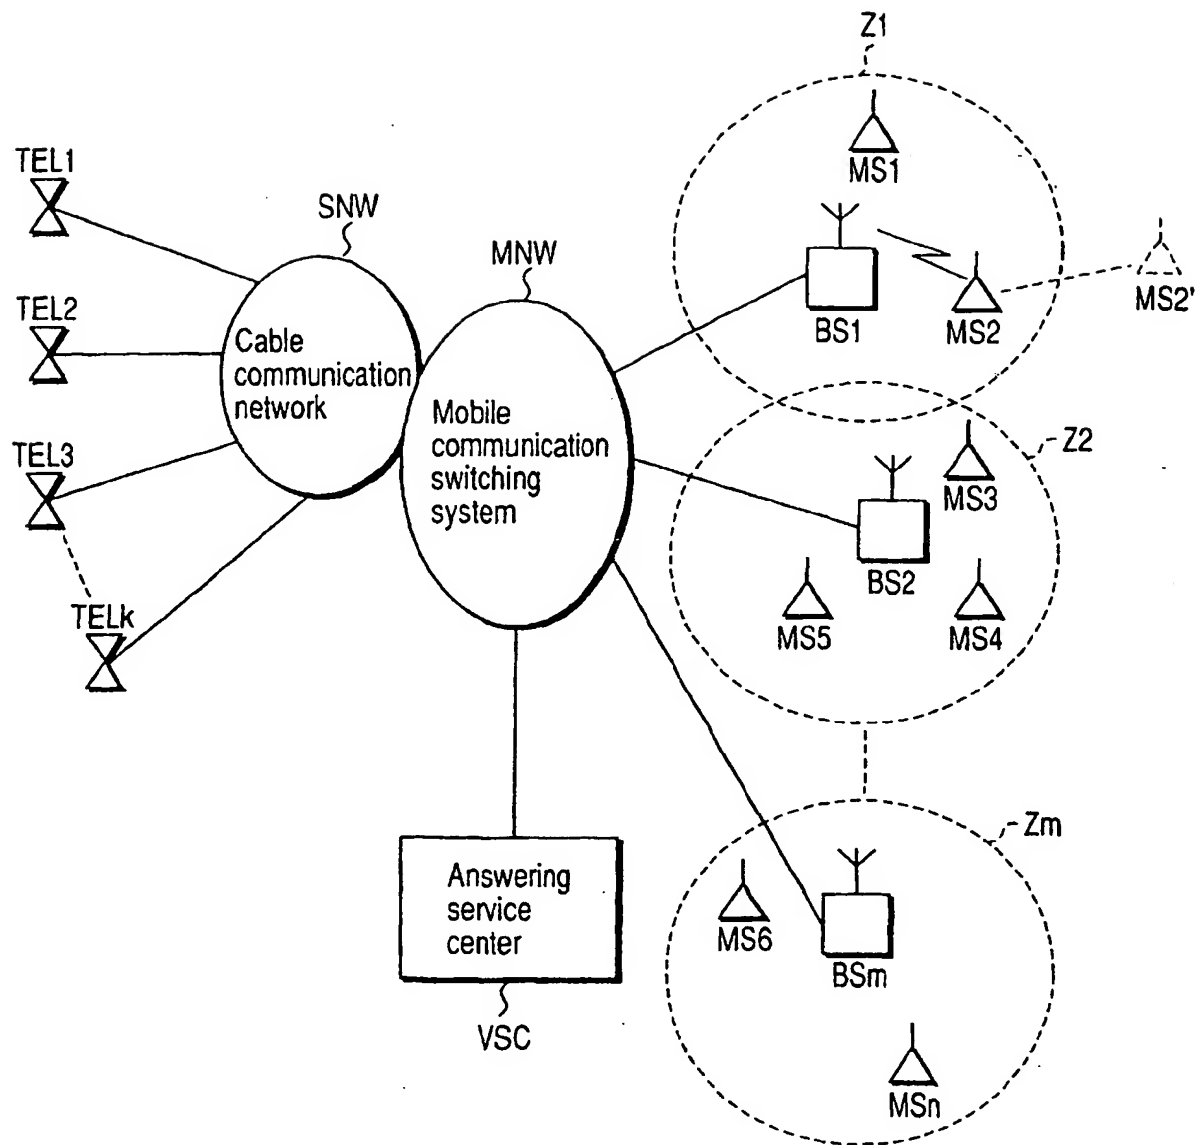 Z1
MS1
TEL1
SNW
MNW
TEL2
BS1
MS2
MS2'
Cable
communication
network
Mobile
communication
switching
system
TEL3
Z2
MS3
BS2
MS5
MS4
TELk
Zm
Answering
service
center
MS6
BSm
VSC
MSn